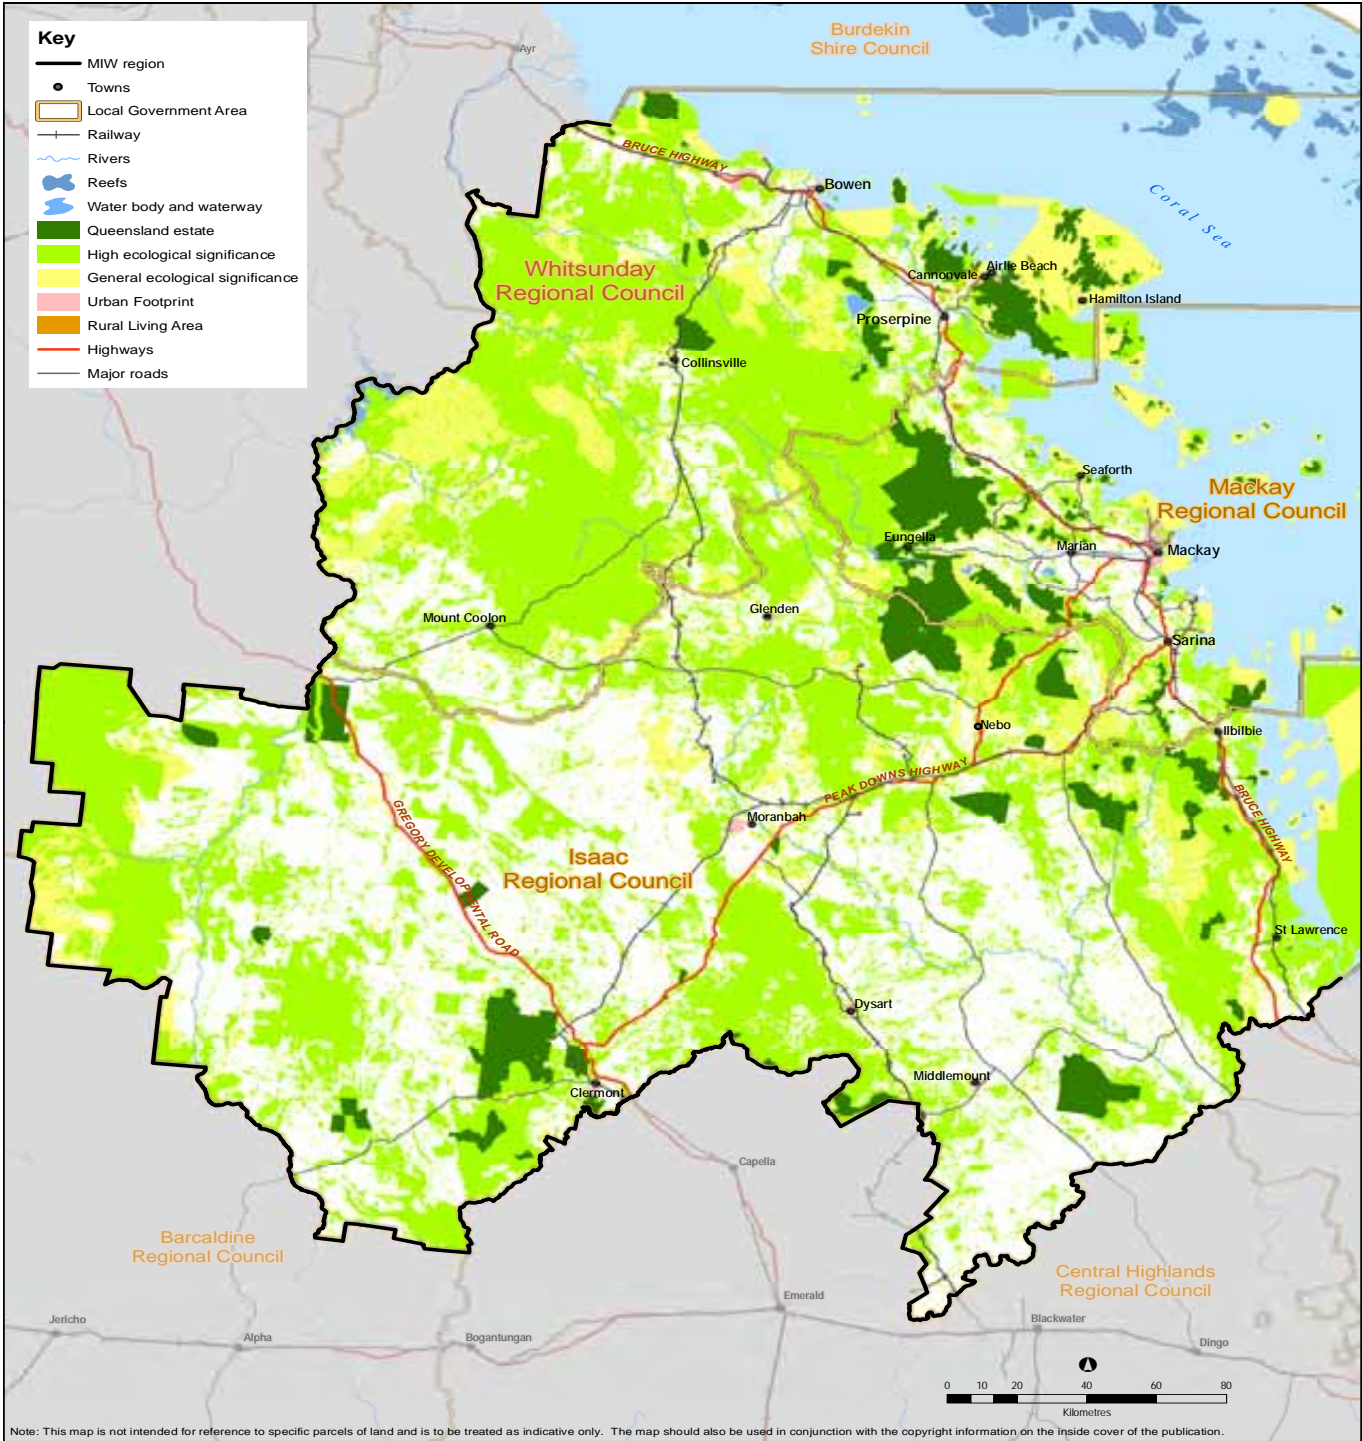 Key
MIW region
Towns
Local Government Area
Railway
Rivers
Reefs
Water body and waterway
Queensland estate
High ecological significance
General ecological significance
Urban Footprint
Rural Living Area
Highways
Major roads
Burdekin
Shire Council
Ayr
BRUCE HIGHWAY
Bowen
Coral Sea
Whitsunday
Regional Council
Cannonvale
Airlie Beach
Hamilton Island
Proserpine
Collinsville
Seaforth
Mackay
Regional Council
Eungella
Marian
Mackay
Glenden
Mount Coolon
Sarina
Nebo
Ilbilbie
PEAK DOWNS HIGHWAY
BRUCE HIGHWAY
GREGORY DEVELOPMENTAL ROAD
Moranbah
Isaac
Regional Council
St Lawrence
Dysart
Middlemount
Clermont
Capella
Barcaldine
Regional Council
Central Highlands
Regional Council
Emerald
Jericho
Alpha
Bogantungan
Blackwater
Dingo
0 10 20 40 60 80
Kilometres
Note: This map is not intended for reference to specific parcels of land and is to be treated as indicative only. The map should also be used in conjunction with the copyright information on the inside cover of the publication.